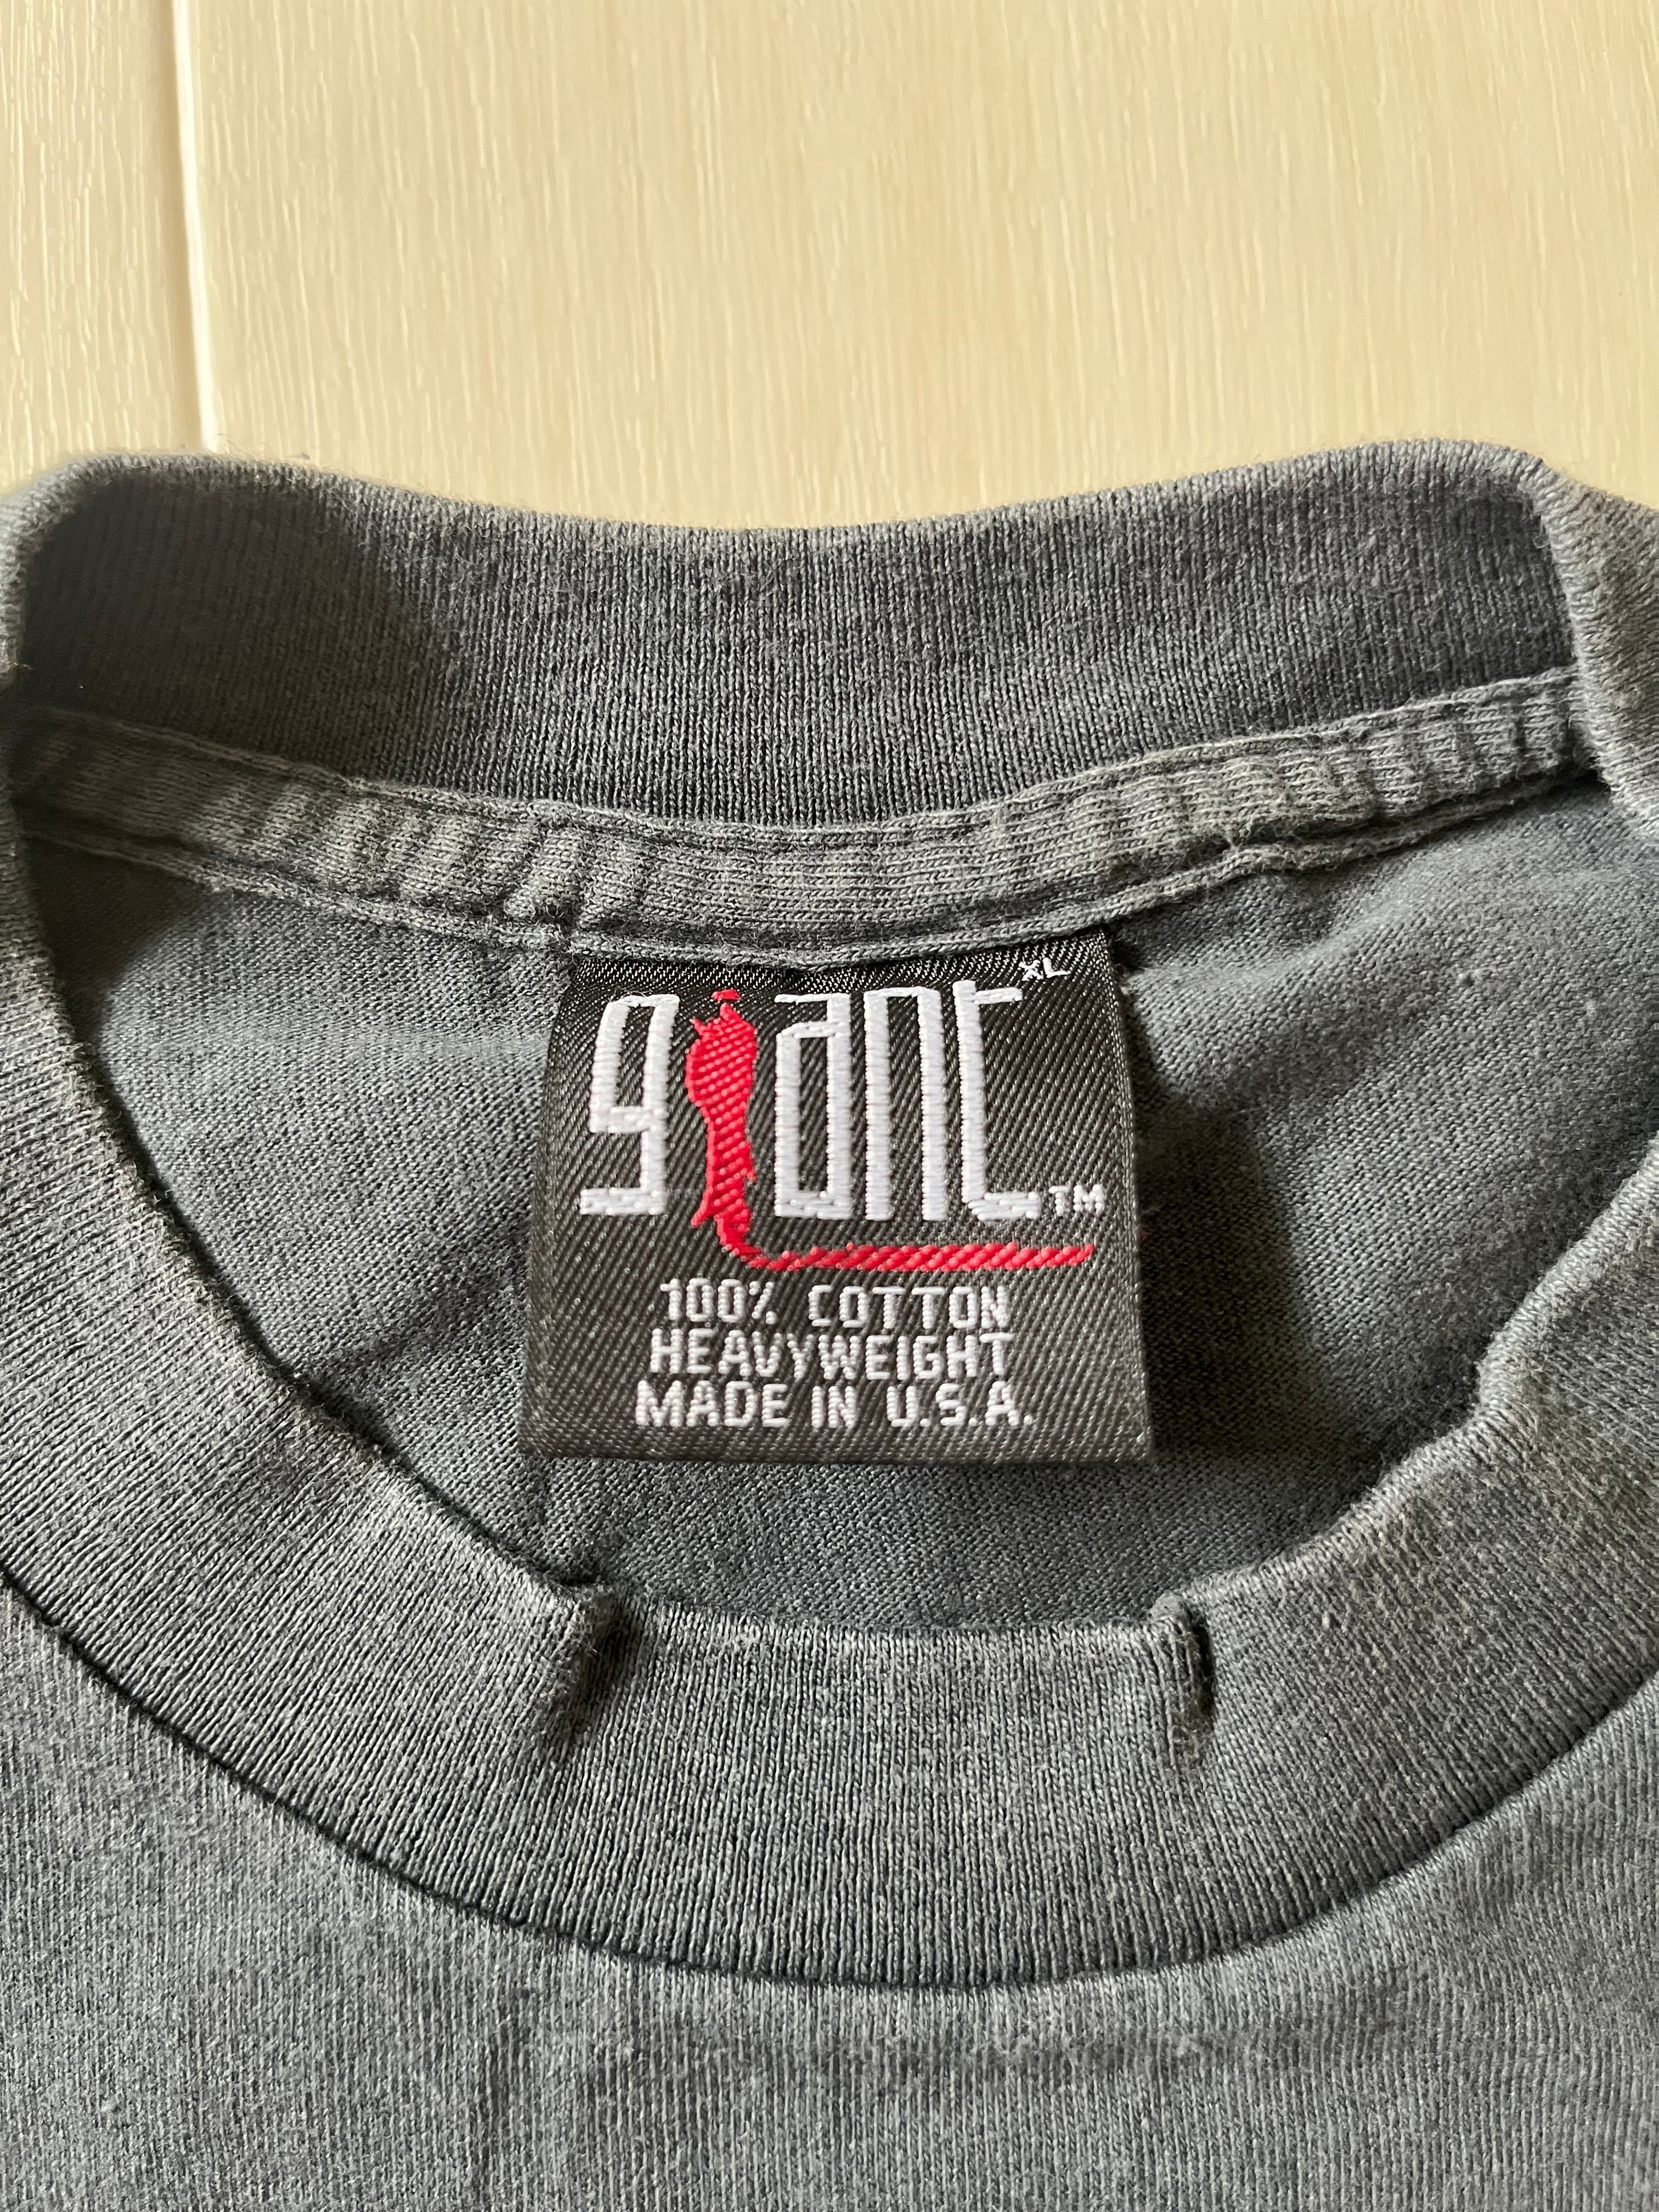 XL
giant TM
100% COTTON
HEAVYWEIGHT
MADE IN U.S.A.